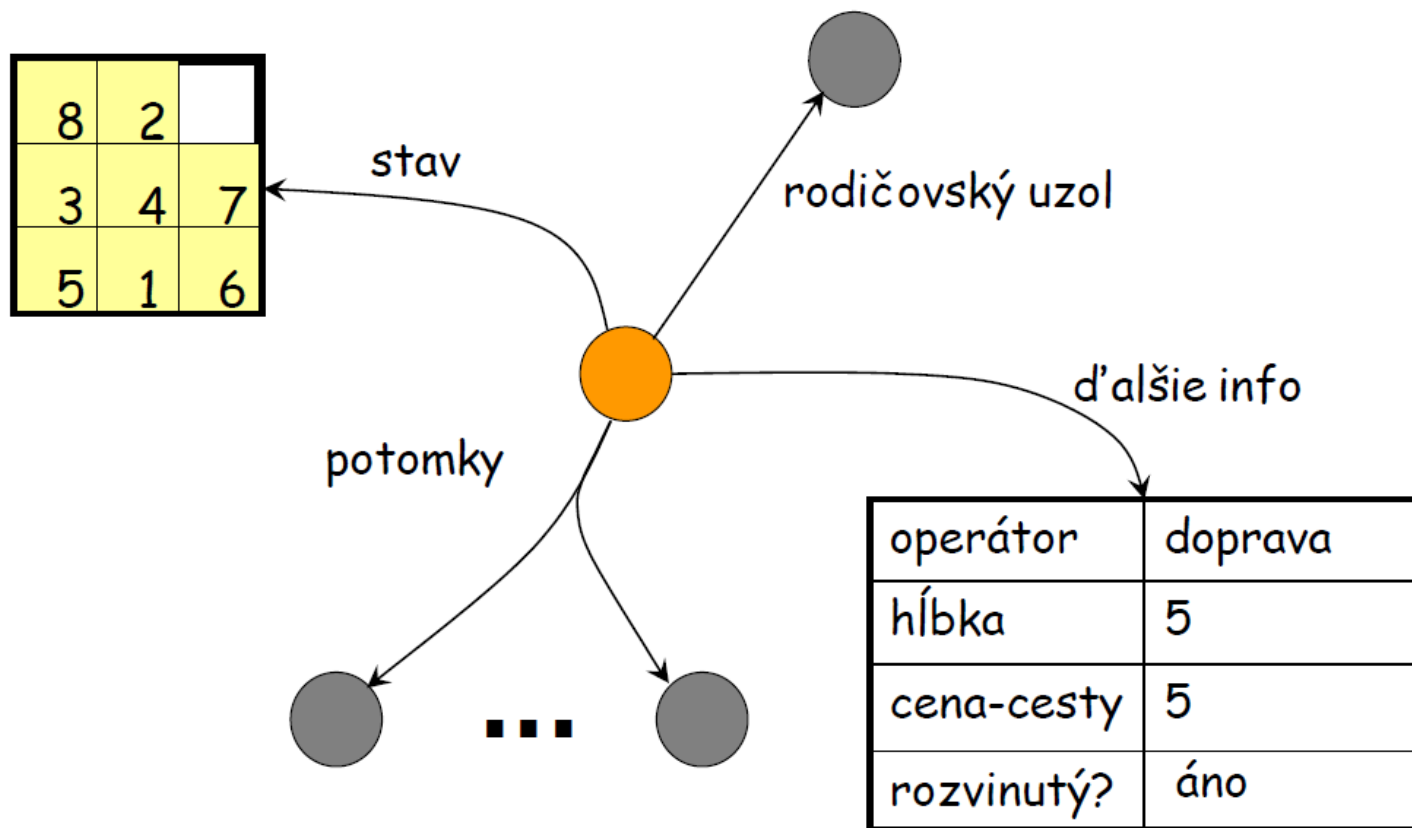 8 2
3 4 7
5 1 6
stav
rodičovský uzol
ďalšie info
potomky
...
operátor doprava
hĺbka 5
cena-cesty 5
rozvinutý? áno